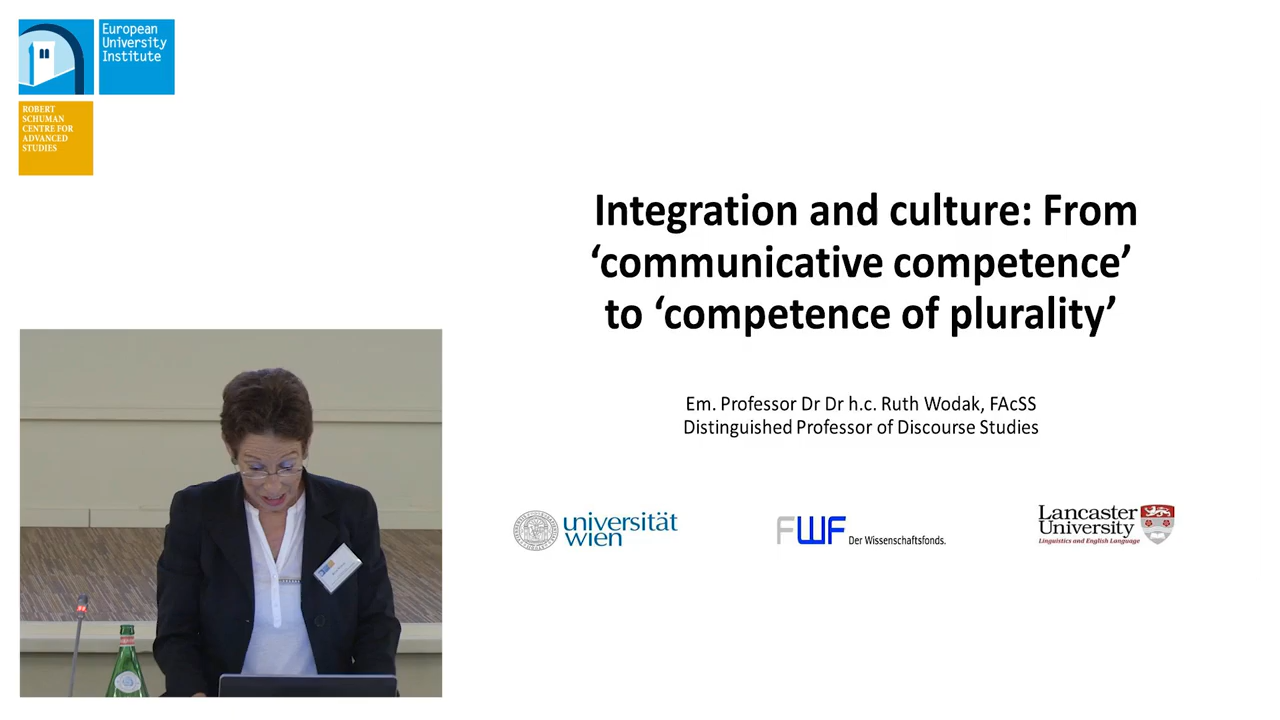 European
University
Institute
ROBERT
SCHUMAN
CENTRE FOR
ADVANCED
STUDIES
Integration and culture: From
‘communicative competence’
to ‘competence of plurality’
Em. Professor Dr Dr h.c. Ruth Wodak, FAcSS
Distinguished Professor of Discourse Studies
universität
wien
FWF Der Wissenschaftsfonds.
Lancaster
University
Linguistics and English Language